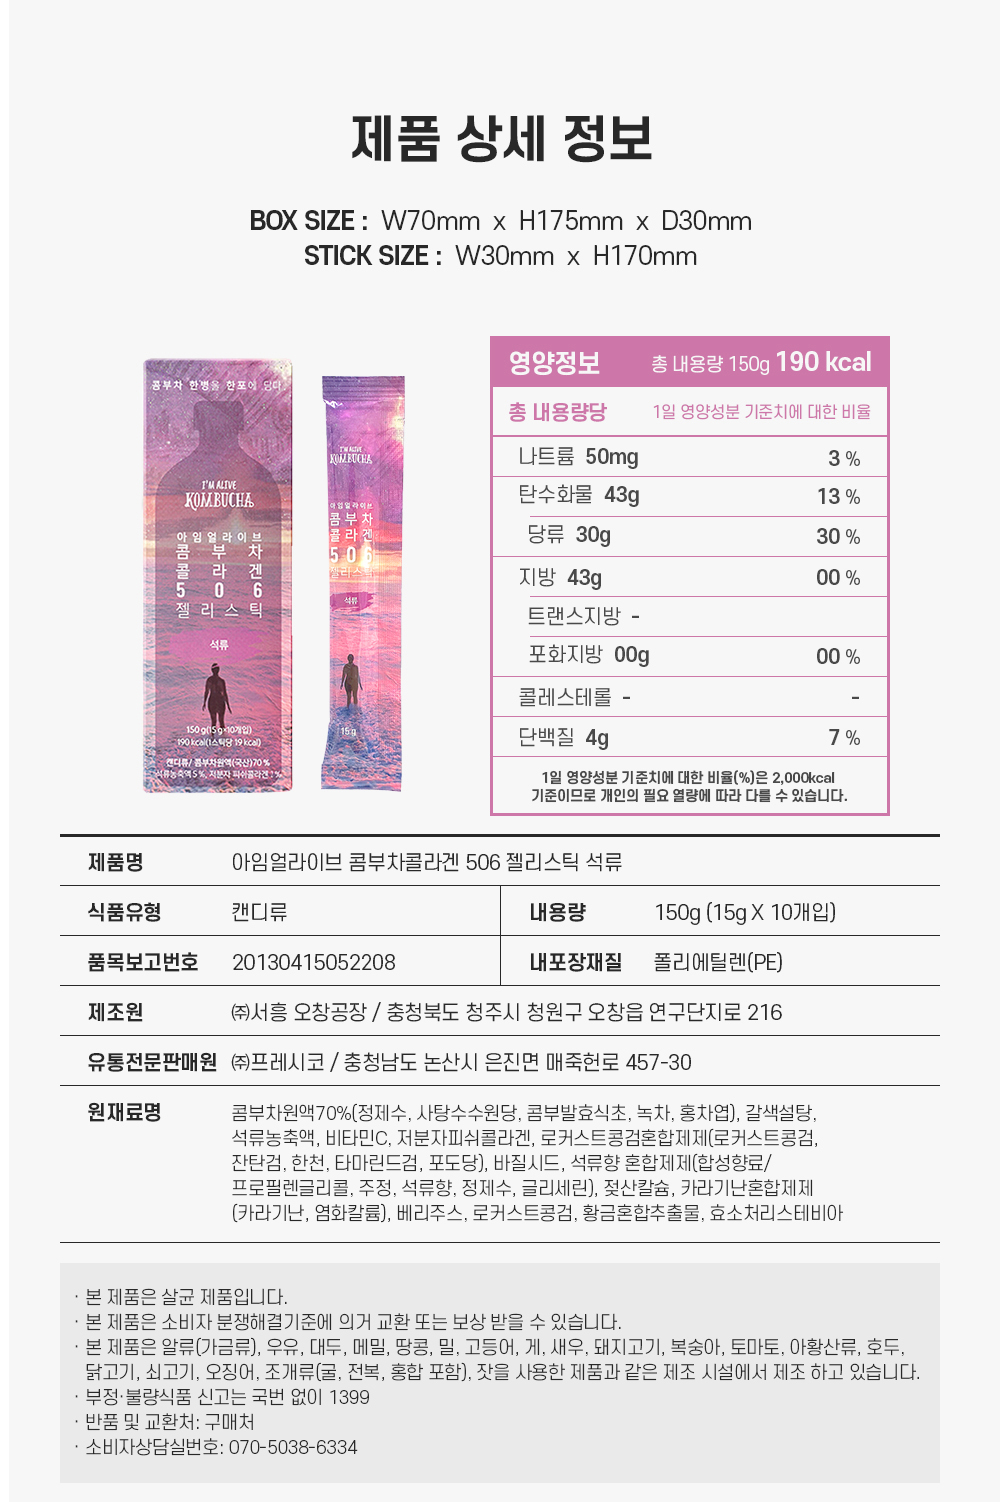 제품 상세 정보
BOX SIZE : W70mm x H175mm x D30mm
STICK SIZE : W30mm x H170mm
콤부차 한병을 한포에 담다
I'M ALIVE
KOMBUCHA
아임얼라이브
콤부차
콜라겐
506
젤리스틱
석류
150 g(15 g×10개입)
190 kcal(1스틱당 19 kcal)
캔디류/ 콤부차원액(국산)70 %
석류농축액 5 %, 저분자 피쉬콜라겐 1 %
I'M ALIVE
KOMBUCHA
아임얼라이브
콤부차
콜라겐
506
젤리스틱
석류
15 g
영양정보 총 내용량 150g 190 kcal
총 내용량당 1일 영양성분 기준치에 대한 비율
나트륨 50mg 3 %
탄수화물 43g 13 %
당류 30g 30 %
지방 43g 00 %
트랜스지방 -
포화지방 00g 00 %
콜레스테롤 - -
단백질 4g 7 %
1일 영양성분 기준치에 대한 비율(%)은 2,000kcal
기준이므로 개인의 필요 열량에 따라 다를 수 있습니다.
제품명 아임얼라이브 콤부차콜라겐 506 젤리스틱 석류
식품유형 캔디류 내용량 150g (15g X 10개입)
품목보고번호 20130415052208 내포장재질 폴리에틸렌(PE)
제조원 ㈜서흥 오창공장 / 충청북도 청주시 청원구 오창읍 연구단지로 216
유통전문판매원 ㈜프레시코 / 충청남도 논산시 은진면 매죽헌로 457-30
원재료명 콤부차원액70%(정제수, 사탕수수원당, 콤부발효식초, 녹차, 홍차엽), 갈색설탕,
석류농축액, 비타민C, 저분자피쉬콜라겐, 로커스트콩검혼합제제(로커스트콩검,
잔탄검, 한천, 타마린드검, 포도당), 바질시드, 석류향 혼합제제(합성향료/
프로필렌글리콜, 주정, 석류향, 정제수, 글리세린), 젖산칼슘, 카라기난혼합제제
(카라기난, 염화칼륨), 베리주스, 로커스트콩검, 황금혼합추출물, 효소처리스테비아
· 본 제품은 살균 제품입니다.
· 본 제품은 소비자 분쟁해결기준에 의거 교환 또는 보상 받을 수 있습니다.
· 본 제품은 알류(가금류), 우유, 대두, 메밀, 땅콩, 밀, 고등어, 게, 새우, 돼지고기, 복숭아, 토마토, 아황산류, 호두,
닭고기, 쇠고기, 오징어, 조개류(굴, 전복, 홍합 포함), 잣을 사용한 제품과 같은 제조 시설에서 제조 하고 있습니다.
· 부정·불량식품 신고는 국번 없이 1399
· 반품 및 교환처: 구매처
· 소비자상담실번호: 070-5038-6334